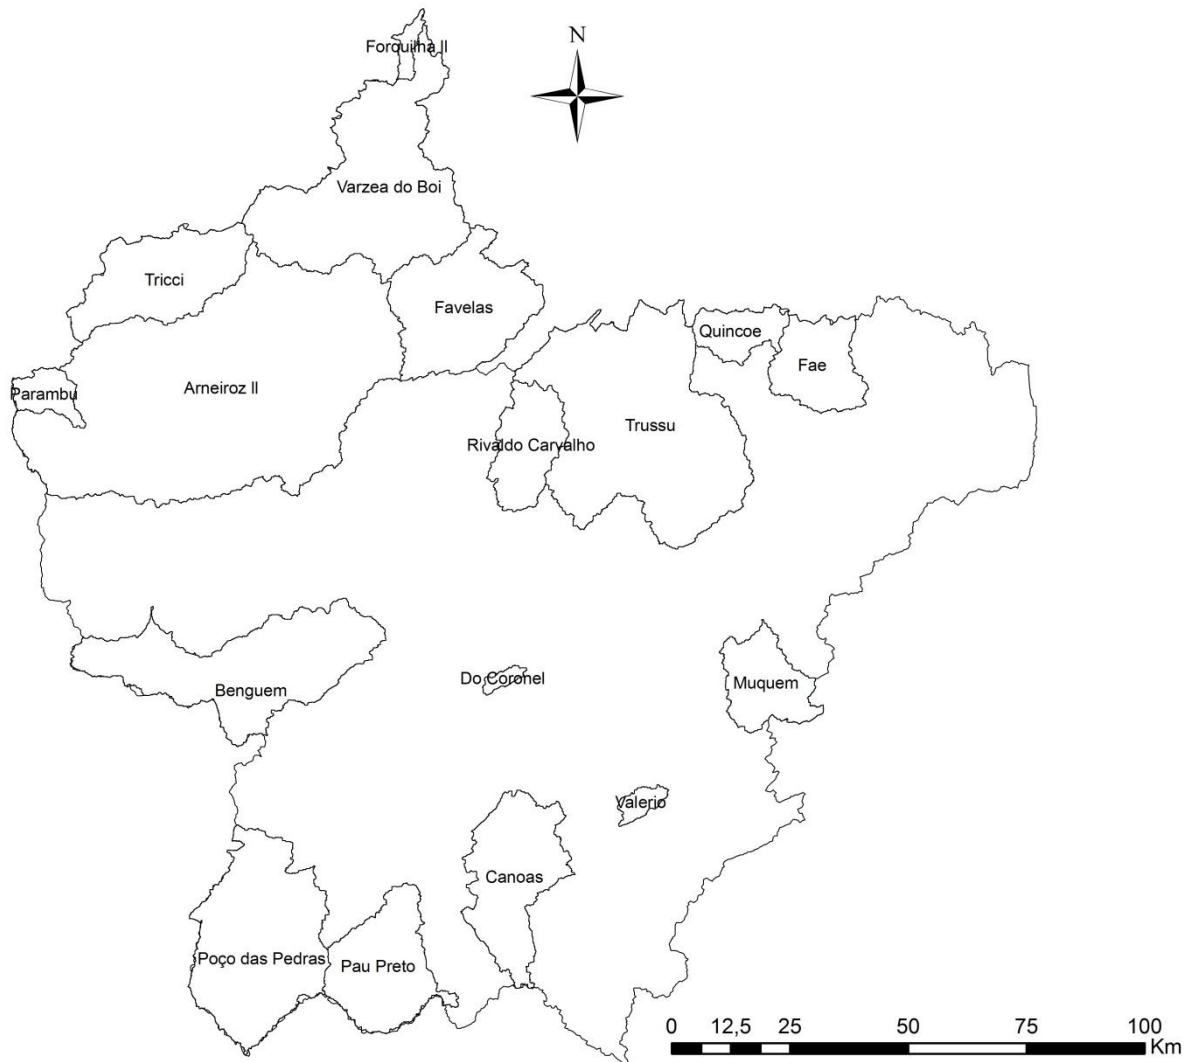 N
Forquilha II
Varzea do Boi
Tricci
Favelas
Quincoe
Fae
Parambu
Arneiroz II
Trussu
Rivaldo Carvalho
Benguem
Do Coronel
Muquem
Valerio
Canoas
Poço das Pedras
Pau Preto
0 12,5 25 50 75 100
Km